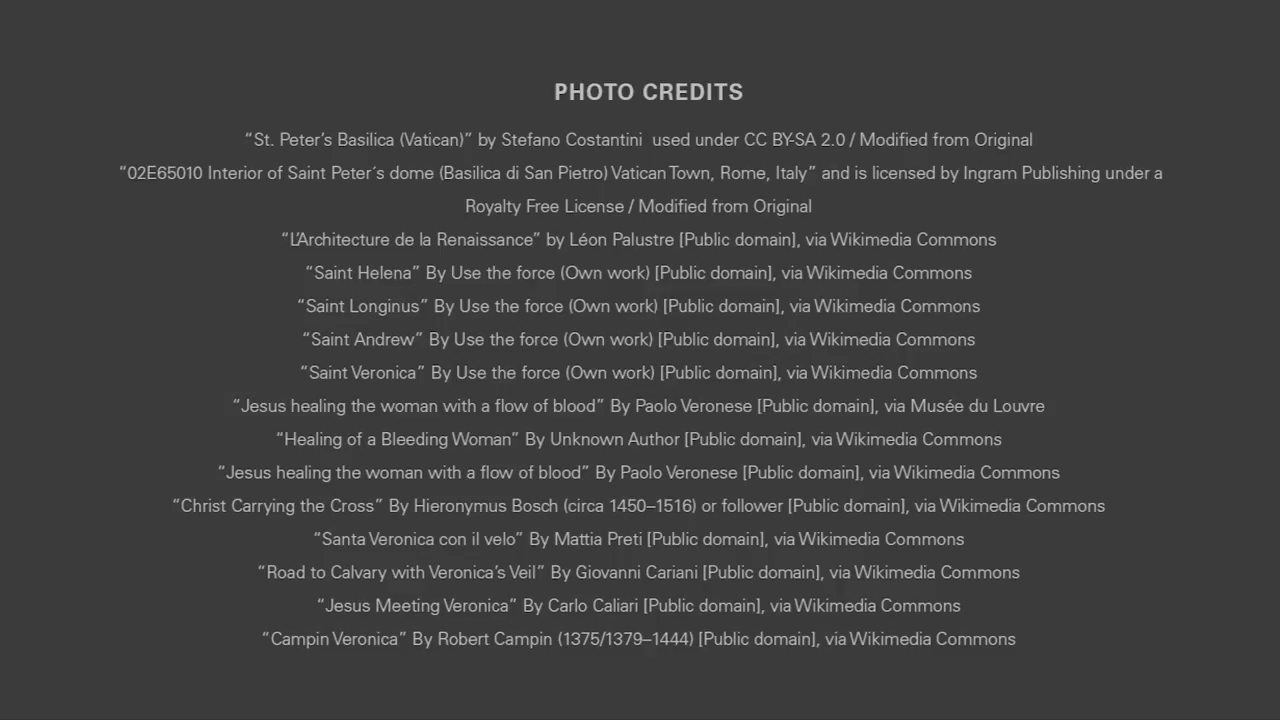 PHOTO CREDITS
“St. Peter’s Basilica (Vatican)” by Stefano Costantini  used under CC BY-SA 2.0 / Modified from Original
“02E65010 Interior of Saint Peter´s dome (Basilica di San Pietro) Vatican Town, Rome, Italy” and is licensed by Ingram Publishing under a
Royalty Free License / Modified from Original
“L’Architecture de la Renaissance” by Léon Palustre [Public domain], via Wikimedia Commons
“Saint Helena” By Use the force (Own work) [Public domain], via Wikimedia Commons
“Saint Longinus” By Use the force (Own work) [Public domain], via Wikimedia Commons
“Saint Andrew” By Use the force (Own work) [Public domain], via Wikimedia Commons
“Saint Veronica” By Use the force (Own work) [Public domain], via Wikimedia Commons
“Jesus healing the woman with a flow of blood” By Paolo Veronese [Public domain], via Musée du Louvre
“Healing of a Bleeding Woman” By Unknown Author [Public domain], via Wikimedia Commons
“Jesus healing the woman with a flow of blood” By Paolo Veronese [Public domain], via Wikimedia Commons
“Christ Carrying the Cross” By Hieronymus Bosch (circa 1450–1516) or follower [Public domain], via Wikimedia Commons
“Santa Veronica con il velo” By Mattia Preti [Public domain], via Wikimedia Commons
“Road to Calvary with Veronica’s Veil” By Giovanni Cariani [Public domain], via Wikimedia Commons
“Jesus Meeting Veronica” By Carlo Caliari [Public domain], via Wikimedia Commons
“Campin Veronica” By Robert Campin (1375/1379–1444) [Public domain], via Wikimedia Commons